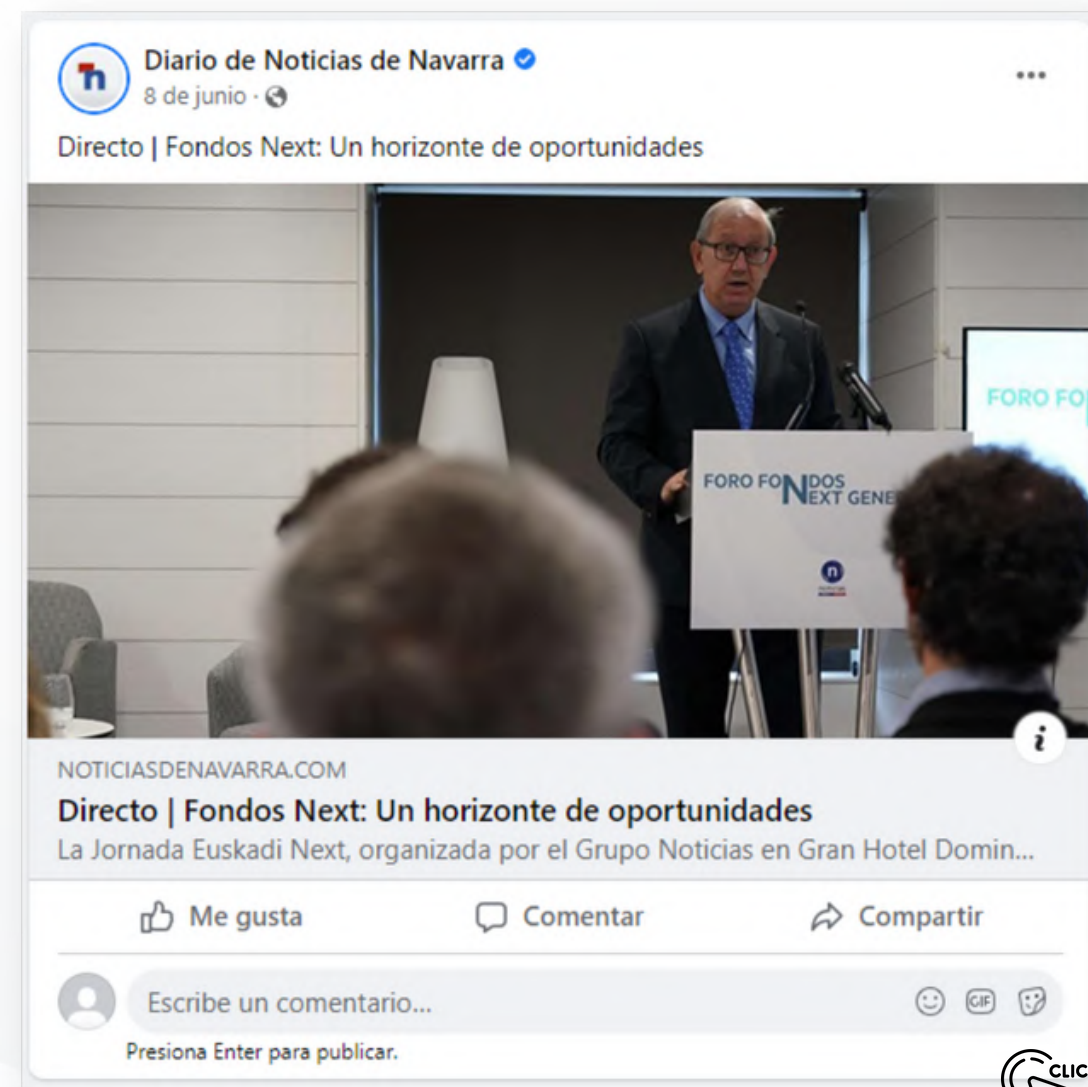 Diario de Noticias de Navarra
8 de junio ·
Directo | Fondos Next: Un horizonte de oportunidades
FORO FO
FORO FONDOS
NEXT GENE
n
NOTICIASDENAVARRA.COM
Directo | Fondos Next: Un horizonte de oportunidades
La Jornada Euskadi Next, organizada por el Grupo Noticias en Gran Hotel Domin...
Me gusta
Comentar
Compartir
Escribe un comentario...
GIF
Presiona Enter para publicar.
CLIC